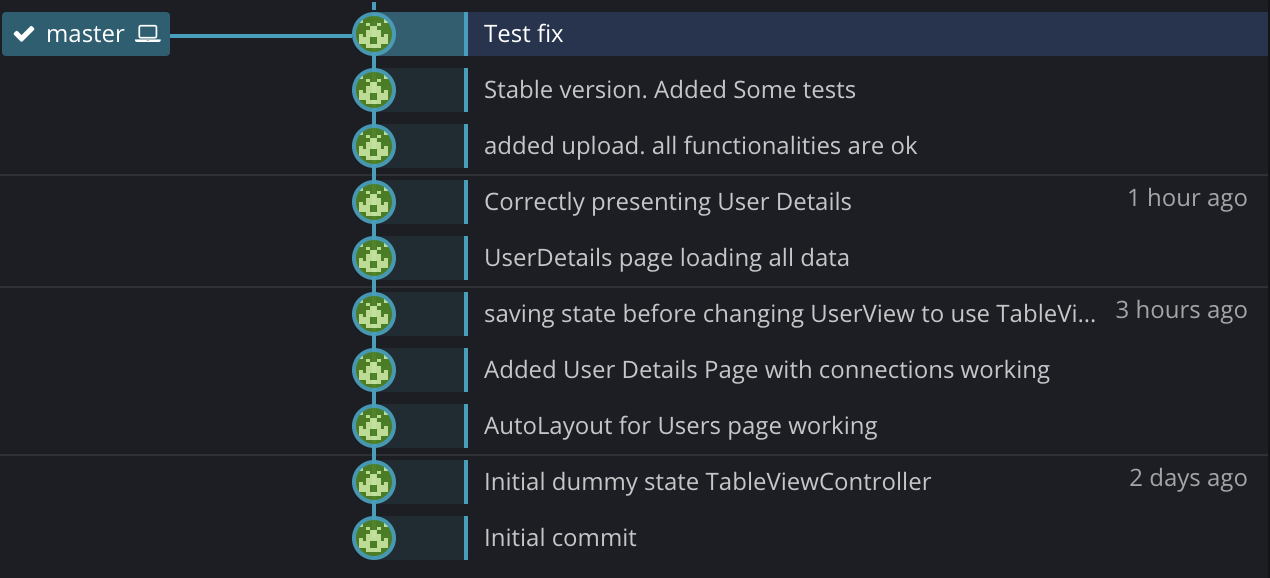 master Test fix
Stable version. Added Some tests
added upload. all functionalities are ok
Correctly presenting User Details 1 hour ago
UserDetails page loading all data
saving state before changing UserView to use TableVi... 3 hours ago
Added User Details Page with connections working
AutoLayout for Users page working
Initial dummy state TableViewController 2 days ago
Initial commit